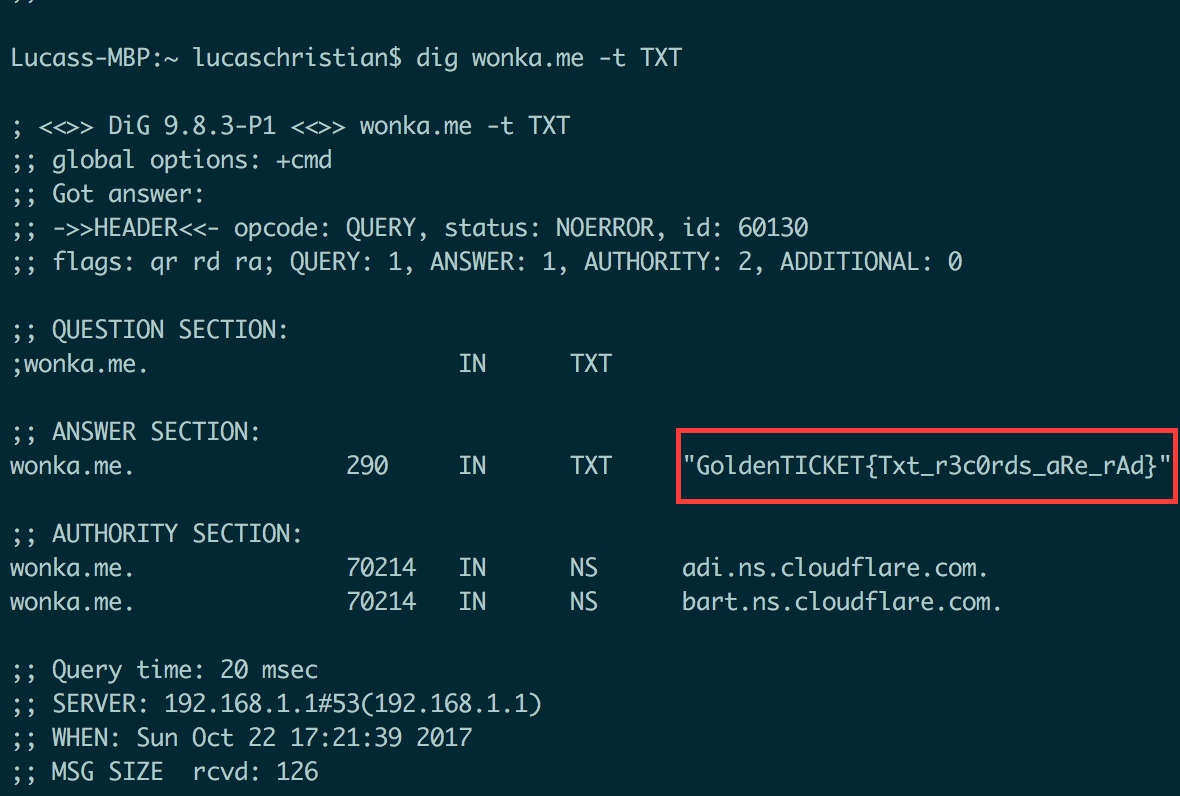 ;;
Lucass-MBP:~ lucaschristian$ dig wonka.me -t TXT
; <<>> DiG 9.8.3-P1 <<>> wonka.me -t TXT
;; global options: +cmd
;; Got answer:
;; ->>HEADER<<- opcode: QUERY, status: NOERROR, id: 60130
;; flags: qr rd ra; QUERY: 1, ANSWER: 1, AUTHORITY: 2, ADDITIONAL: 0
;; QUESTION SECTION:
;wonka.me. IN TXT
;; ANSWER SECTION:
wonka.me. 290 IN TXT "GoldenTICKET{Txt_r3c0rds_aRe_rAd}"
;; AUTHORITY SECTION:
wonka.me. 70214 IN NS adi.ns.cloudflare.com.
wonka.me. 70214 IN NS bart.ns.cloudflare.com.
;; Query time: 20 msec
;; SERVER: 192.168.1.1#53(192.168.1.1)
;; WHEN: Sun Oct 22 17:21:39 2017
;; MSG SIZE rcvd: 126